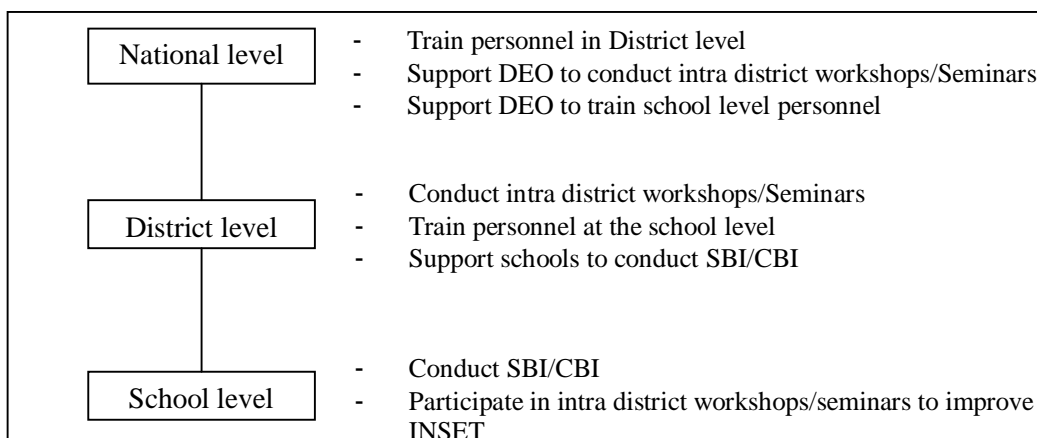 National level
- Train personnel in District level
- Support DEO to conduct intra district workshops/Seminars
- Support DEO to train school level personnel
District level
- Conduct intra district workshops/Seminars
- Train personnel at the school level
- Support schools to conduct SBI/CBI
School level
- Conduct SBI/CBI
- Participate in intra district workshops/seminars to improve
INSET